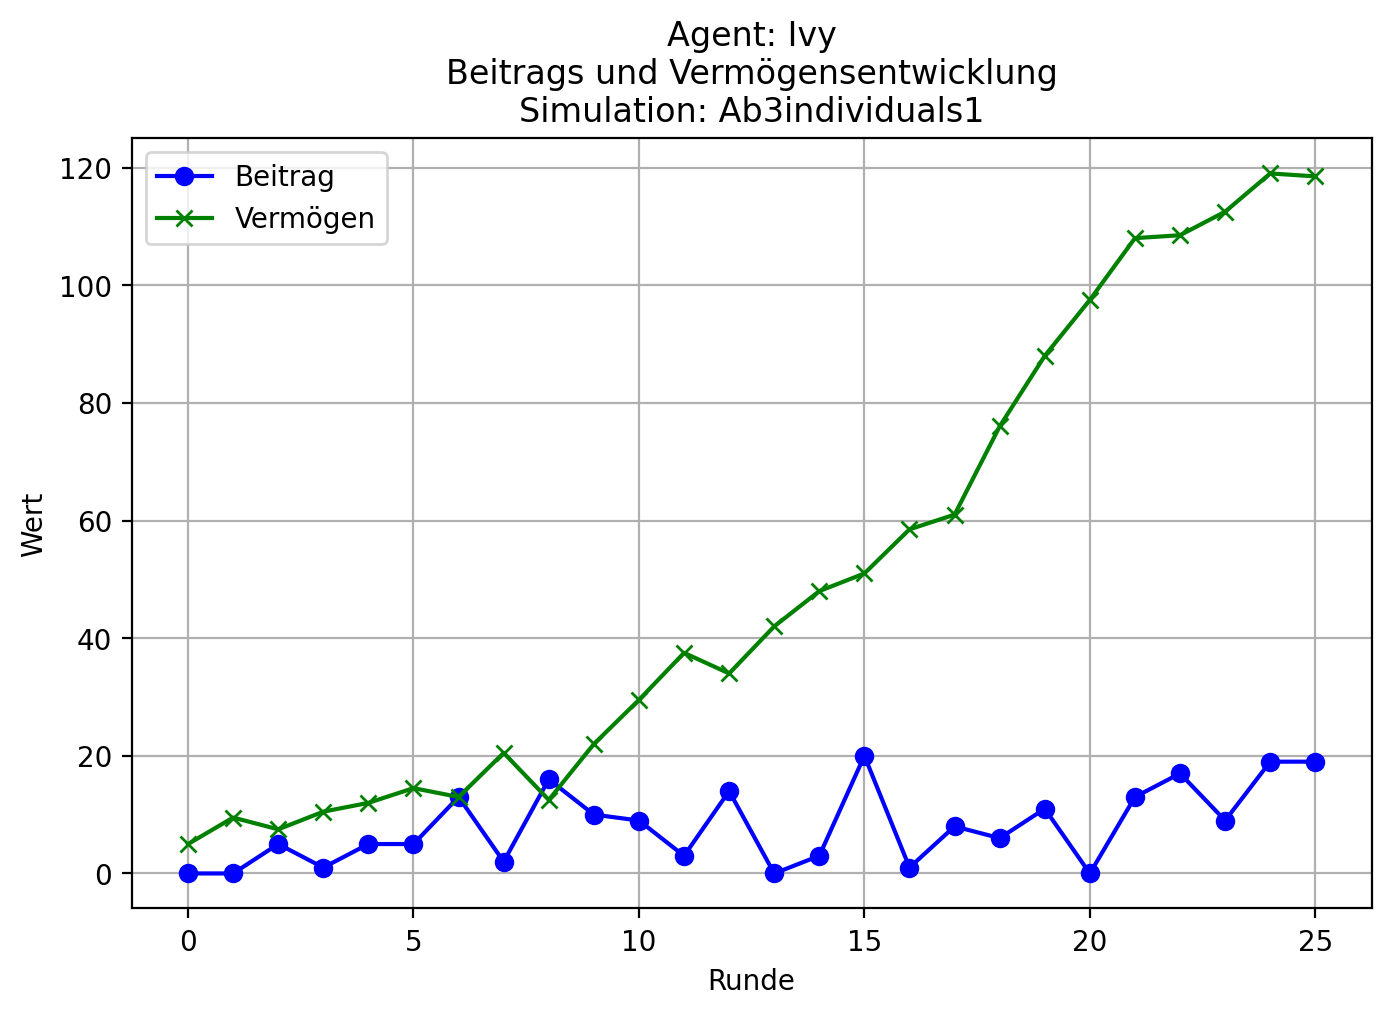 Agent: Ivy
Beitrags und Vermögensentwicklung
Simulation: Ab3individuals1
Beitrag
Vermögen
120
100
80
60
40
20
0
Wert
0 5 10 15 20 25
Runde